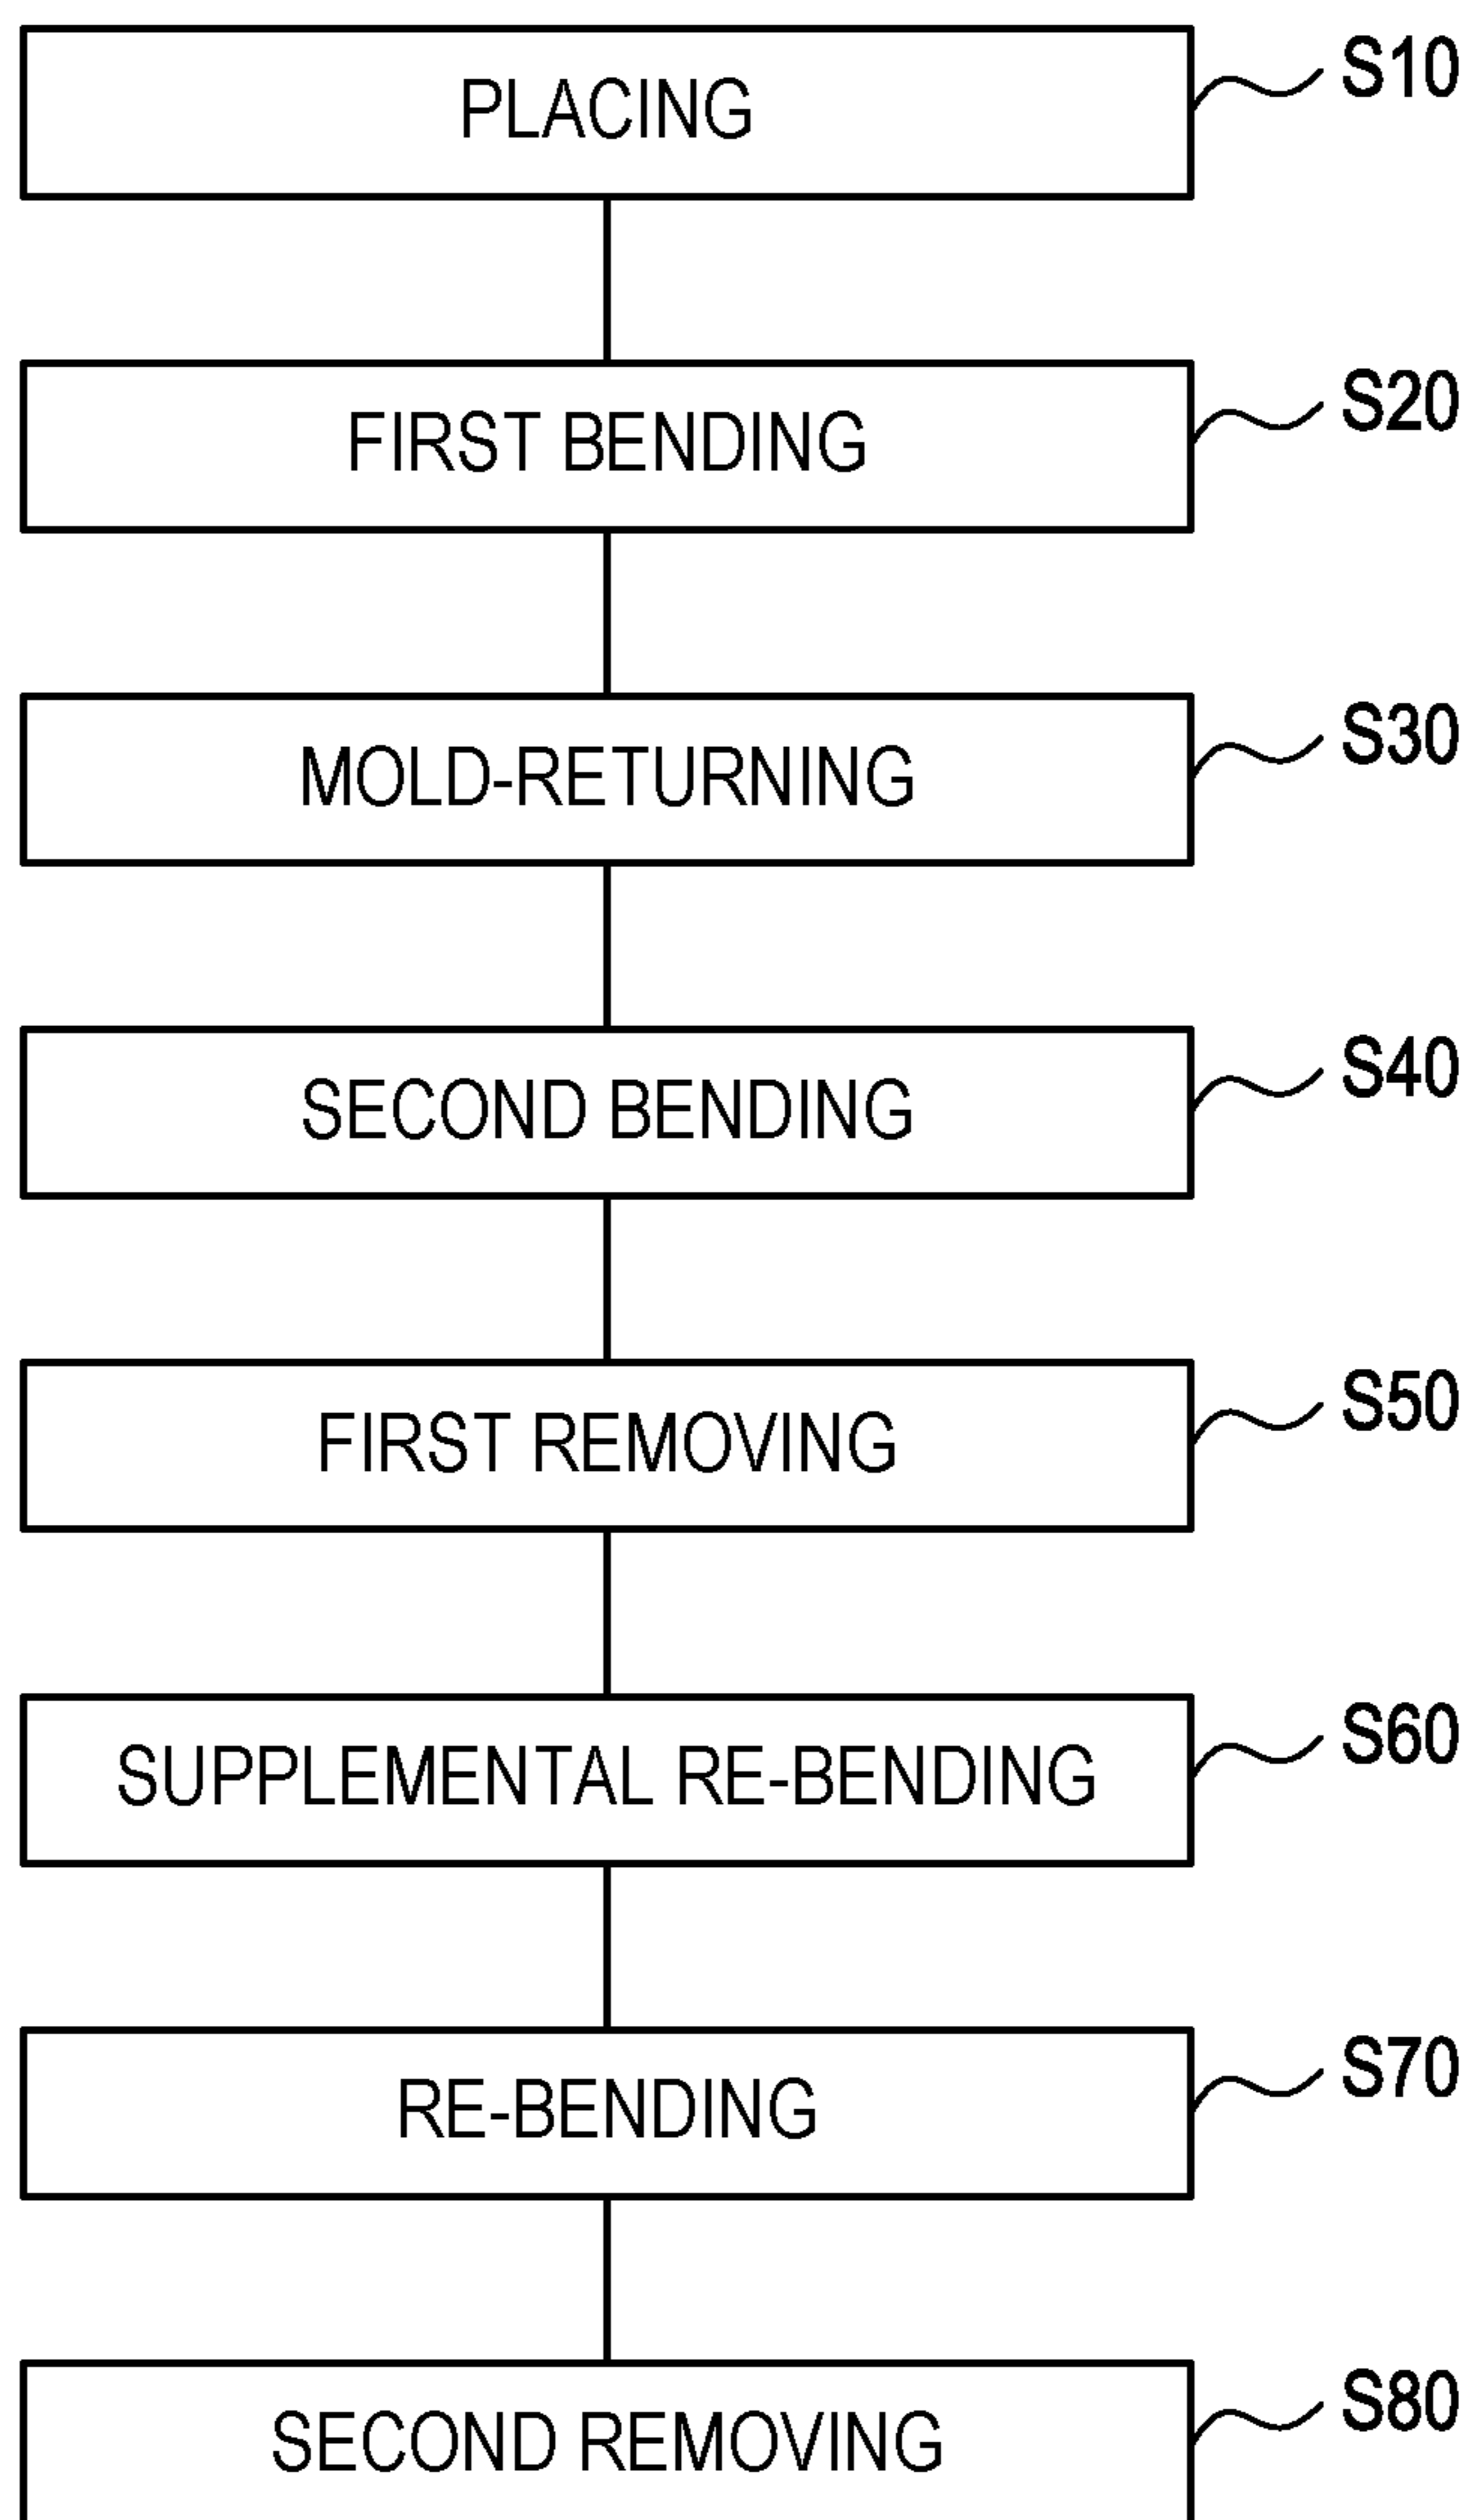 PLACING S10
FIRST BENDING S20
MOLD-RETURNING S30
SECOND BENDING S40
FIRST REMOVING S50
SUPPLEMENTAL RE-BENDING S60
RE-BENDING S70
SECOND REMOVING S80